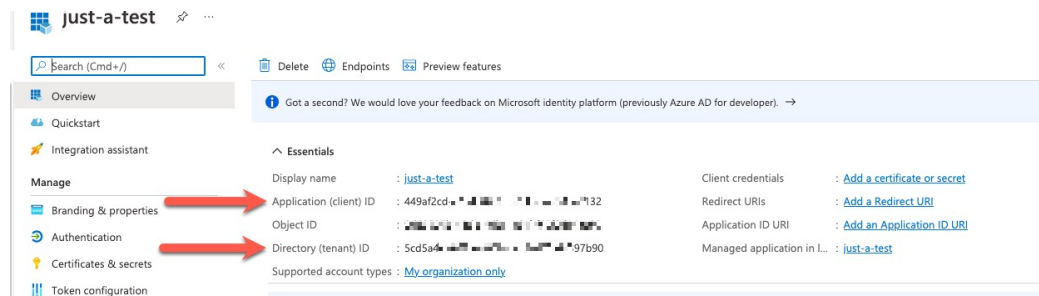 just-a-test
Search (Cmd+/)
Delete Endpoints Preview features
Overview
Got a second? We would love your feedback on Microsoft identity platform (previously Azure AD for developer). →
Quickstart
Integration assistant
Essentials
Manage
Display name : just-a-test
Client credentials : Add a certificate or secret
Application (client) ID : 449af2cd- 132
Redirect URIs : Add a Redirect URI
Branding & properties
Object ID :
Application ID URI : Add an Application ID URI
Authentication
Directory (tenant) ID : 5cd5a4 -97b90
Managed application in l... : just-a-test
Certificates & secrets
Supported account types : My organization only
Token configuration